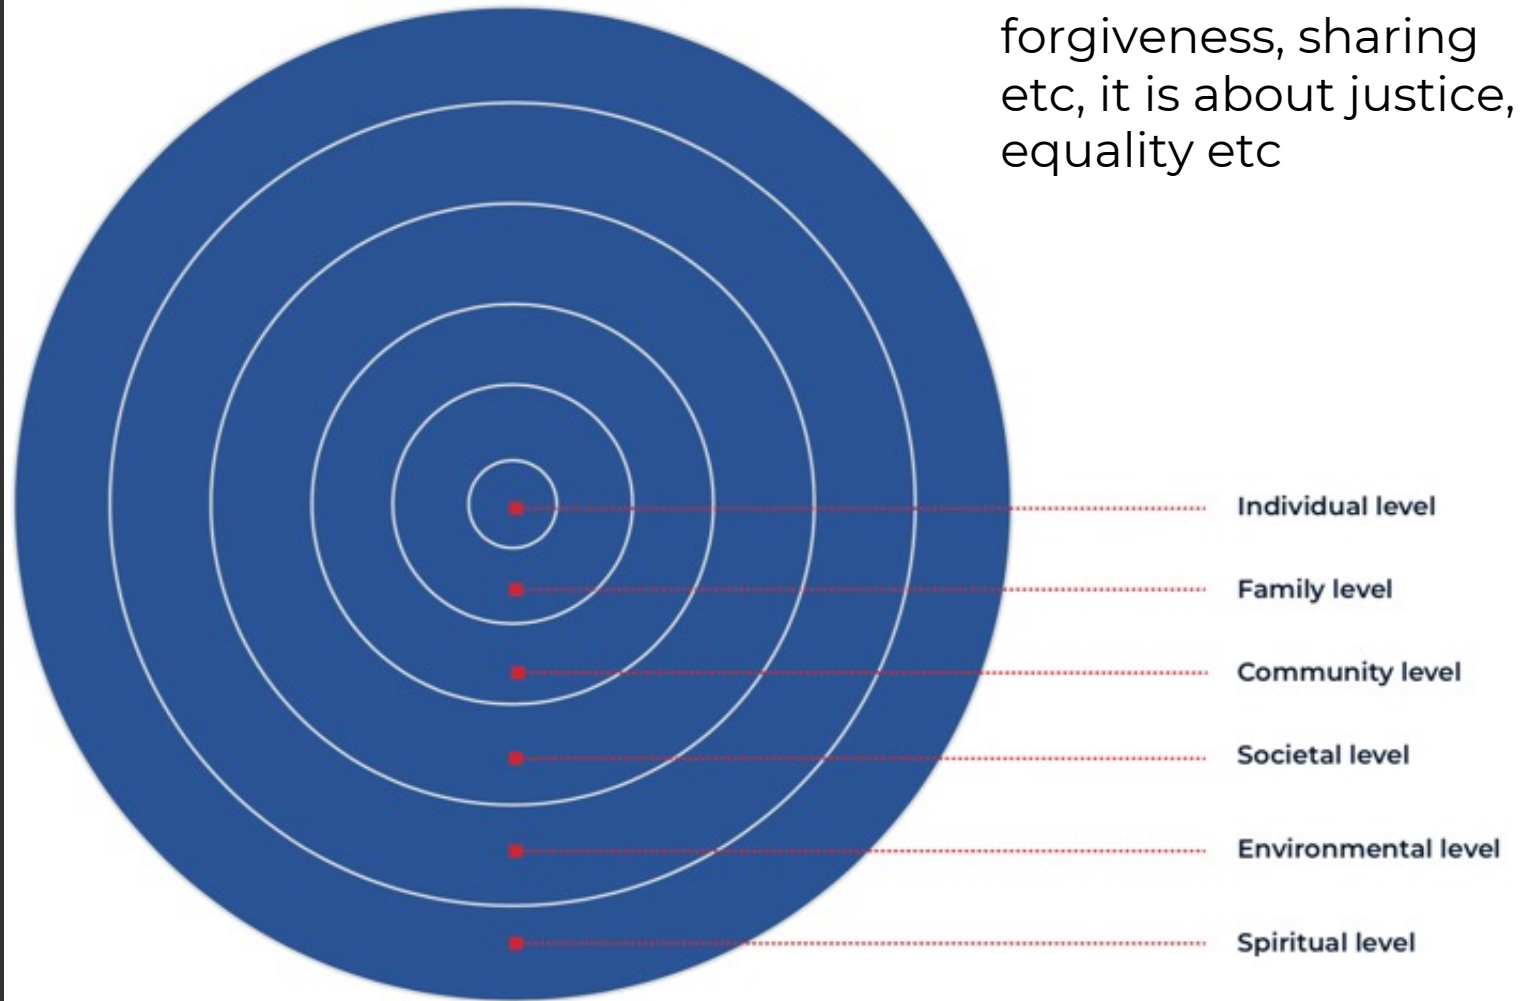 forgiveness, sharing
etc, it is about justice,
equality etc
Individual level
Family level
Community level
Societal level
Environmental level
Spiritual level